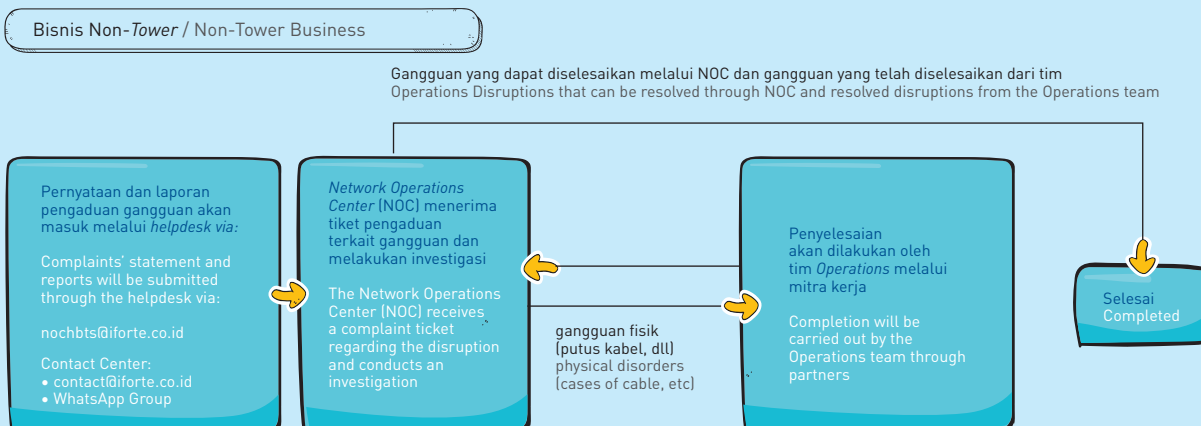 Bisnis Non-Tower / Non-Tower Business
Gangguan yang dapat diselesaikan melalui NOC dan gangguan yang telah diselesaikan dari tim
Operations Disruptions that can be resolved through NOC and resolved disruptions from the Operations team
Pernyataan dan laporan
pengaduan gangguan akan
masuk melalui helpdesk via:
Complaints’ statement and
reports will be submitted
through the helpdesk via:
nochbts@iforte.co.id
Contact Center:
• contact@iforte.co.id
• WhatsApp Group
Network Operations
Center (NOC) menerima
tiket pengaduan
terkait gangguan dan
melakukan investigasi
The Network Operations
Center (NOC) receives
a complaint ticket
regarding the disruption
and conducts an
investigation
gangguan fisik
(putus kabel, dll)
physical disorders
(cases of cable, etc)
Penyelesaian
akan dilakukan oleh
tim Operations melalui
mitra kerja
Completion will be
carried out by the
Operations team through
partners
Selesai
Completed